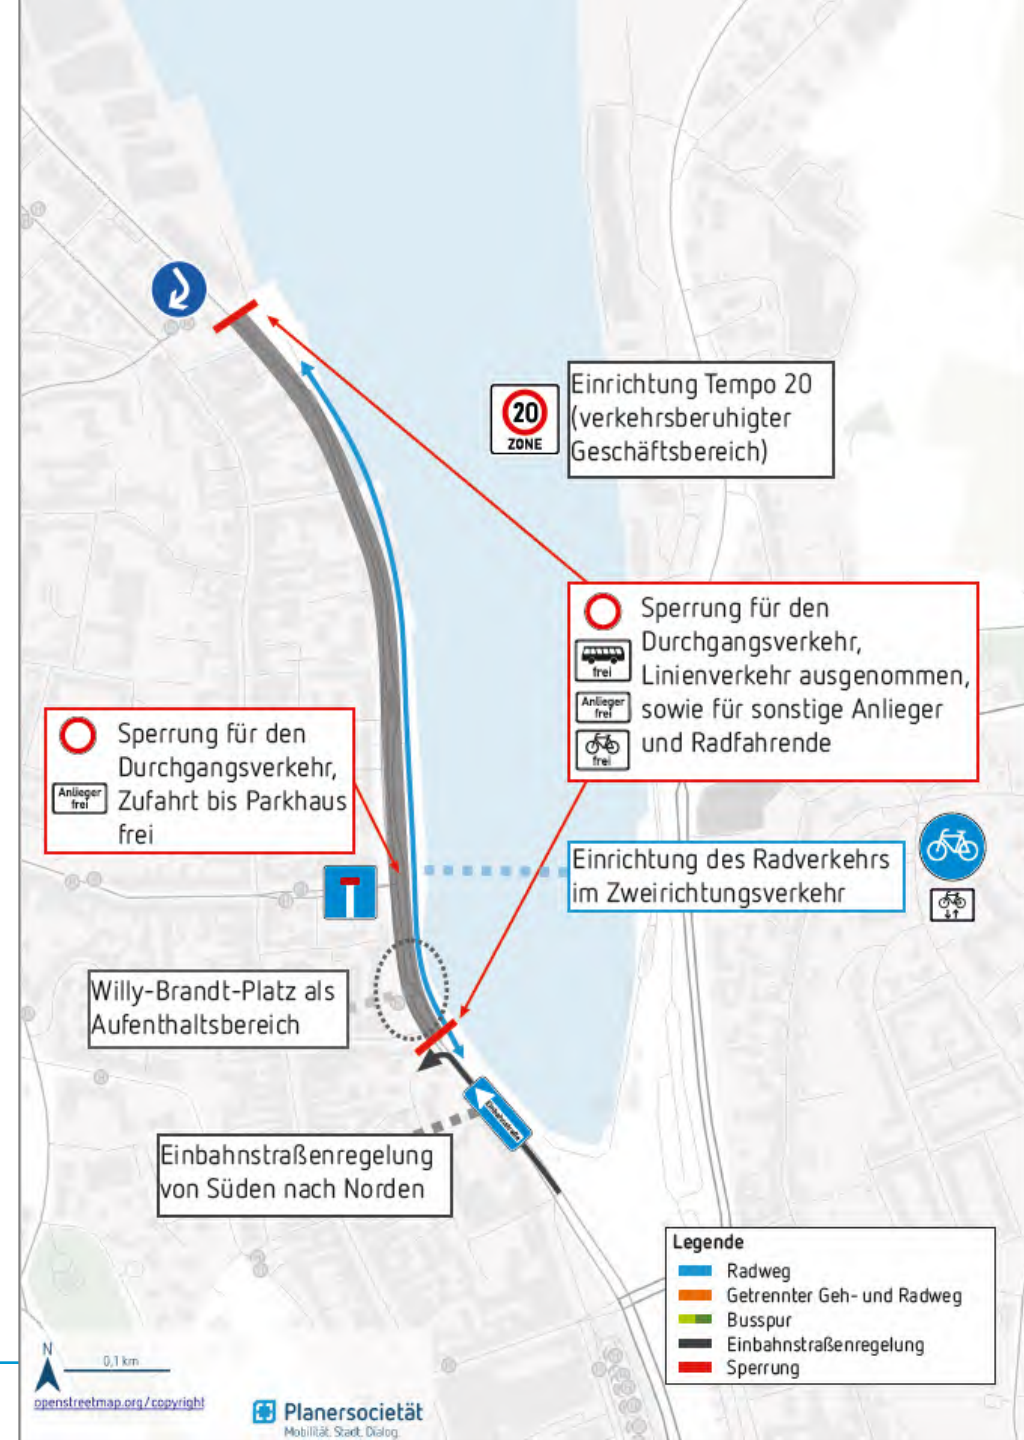 Einrichtung Tempo 20
(verkehrsberuhigter
Geschäftsbereich)
20
ZONE
Sperrung für den
Durchgangsverkehr,
Linienverkehr ausgenommen,
sowie für sonstige Anlieger
und Radfahrende
frei
Anlieger
frei
frei
Sperrung für den
Durchgangsverkehr,
Zufahrt bis Parkhaus
frei
Anlieger
frei
Einrichtung des Radverkehrs
im Zweirichtungsverkehr
Willy-Brandt-Platz als
Aufenthaltsbereich
Einbahnstraße
Einbahnstraßenregelung
von Süden nach Norden
Legende
Radweg
Getrennter Geh- und Radweg
Busspur
Einbahnstraßenregelung
Sperrung
N
0,1 km
openstreetmap.org/copyright
Planersocietät
Mobilität. Stadt. Dialog.